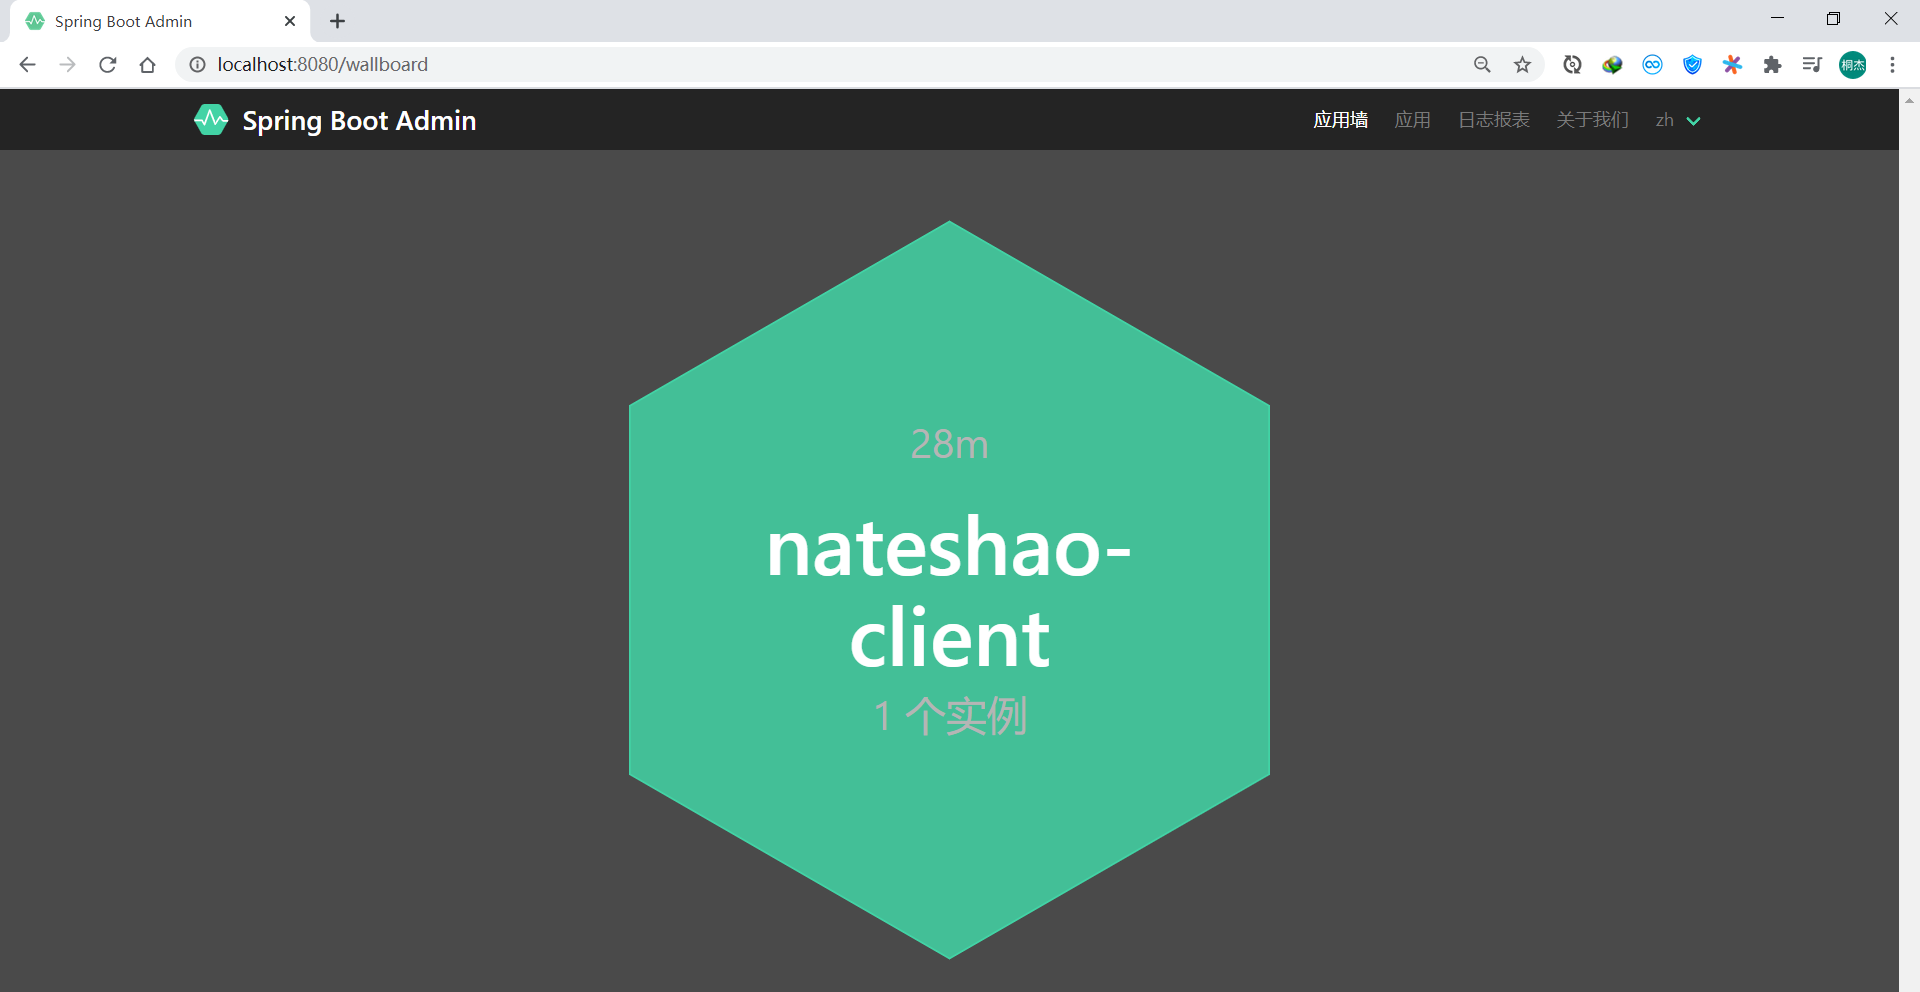 Spring Boot Admin
localhost:8080/wallboard
桐杰
Spring Boot Admin
应用墙
应用
日志报表
关于我们
zh
28m
nateshao-
client
1 个实例